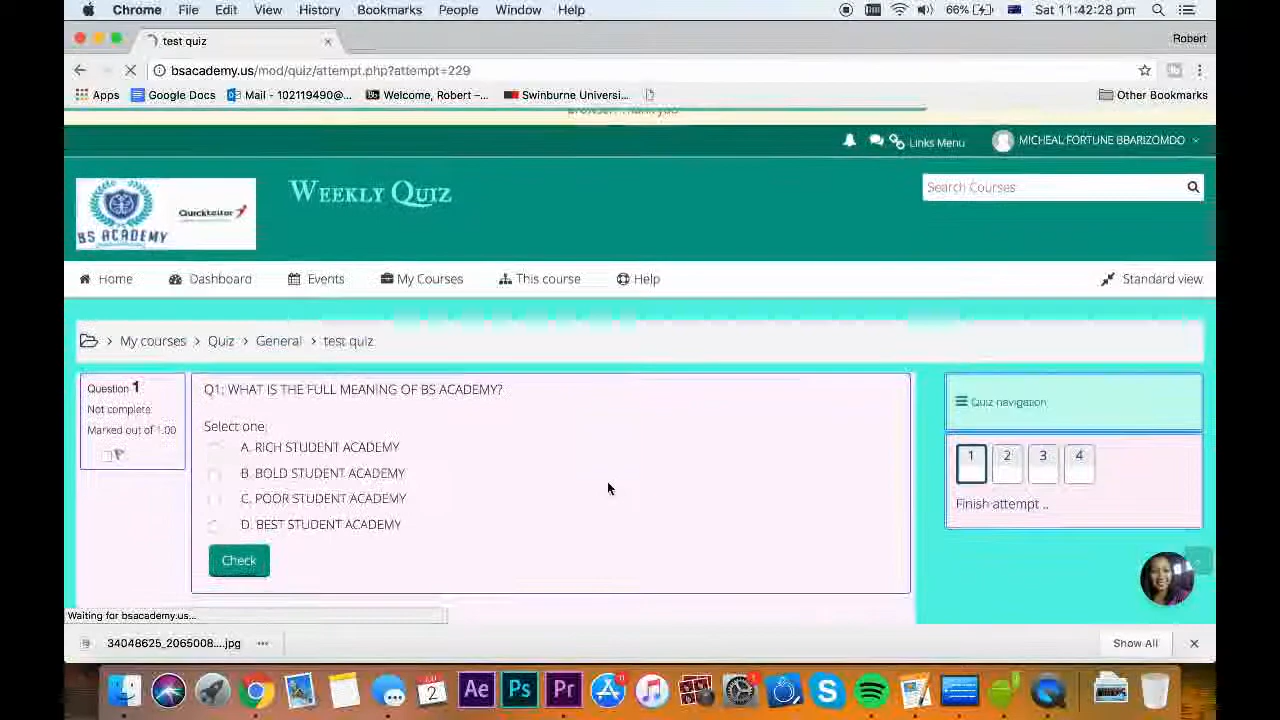 Chrome File Edit View History Bookmarks People Window Help 66% Sat 11:42:28 pm
test quiz Robert
bsacademy.us/mod/quiz/attempt.php?attempt=229
Apps Google Docs Mail - 102119490@... Welcome, Robert –... Swinburne Universi... Other Bookmarks
Links Menu MICHEAL FORTUNE BBARIZOMDO
WEEKLY QUIZ
Search Courses
Quickteller
BS ACADEMY
Home Dashboard Events My Courses This course Help Standard view
My courses > Quiz > General > test quiz
Question 1
Not complete
Marked out of 1.00
Q1: WHAT IS THE FULL MEANING OF BS ACADEMY?
Select one:
A. RICH STUDENT ACADEMY
B. BOLD STUDENT ACADEMY
C. POOR STUDENT ACADEMY
D. BEST STUDENT ACADEMY
Check
Quiz navigation
1 2 3 4
Finish attempt ..
Waiting for bsacademy.us...
34048625_2065008....jpg Show All
2 Ae Ps Pr